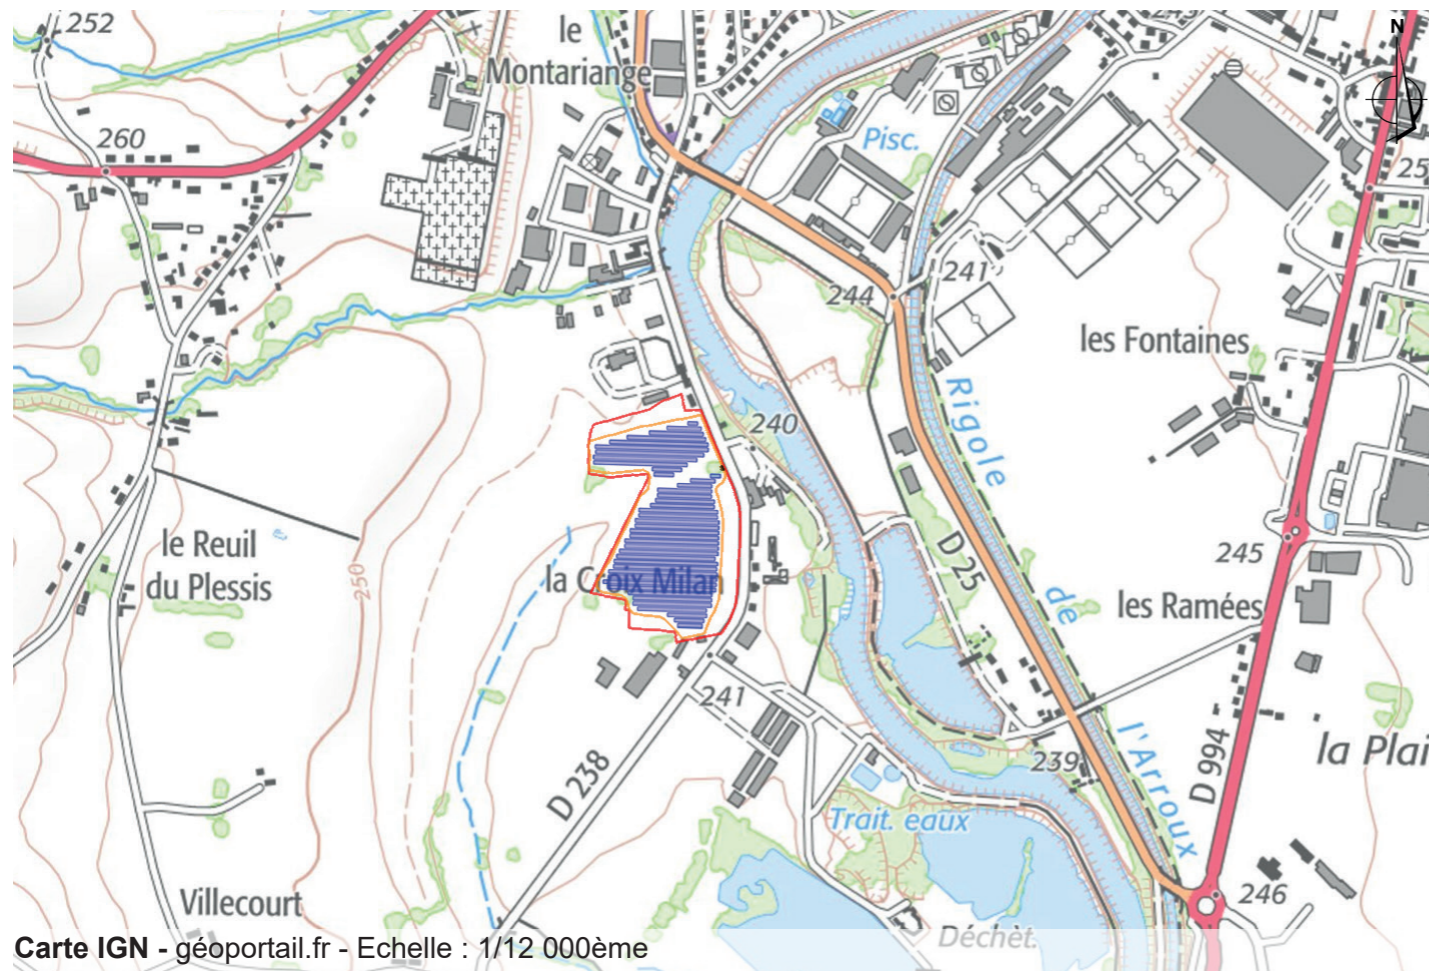 252
le
Montariange
N
260
Pisc.
25
241
244
les Fontaines
Rigole
240
D 25
245
le Reuil
du Plessis
250
la Croix Milan
de
les Ramées
241
l'Arroux
D 994
la Plai
239
D 238
Trait. eaux
246
Villecourt
Déchèt.
Carte IGN - géoportail.fr - Echelle : 1/12 000ème